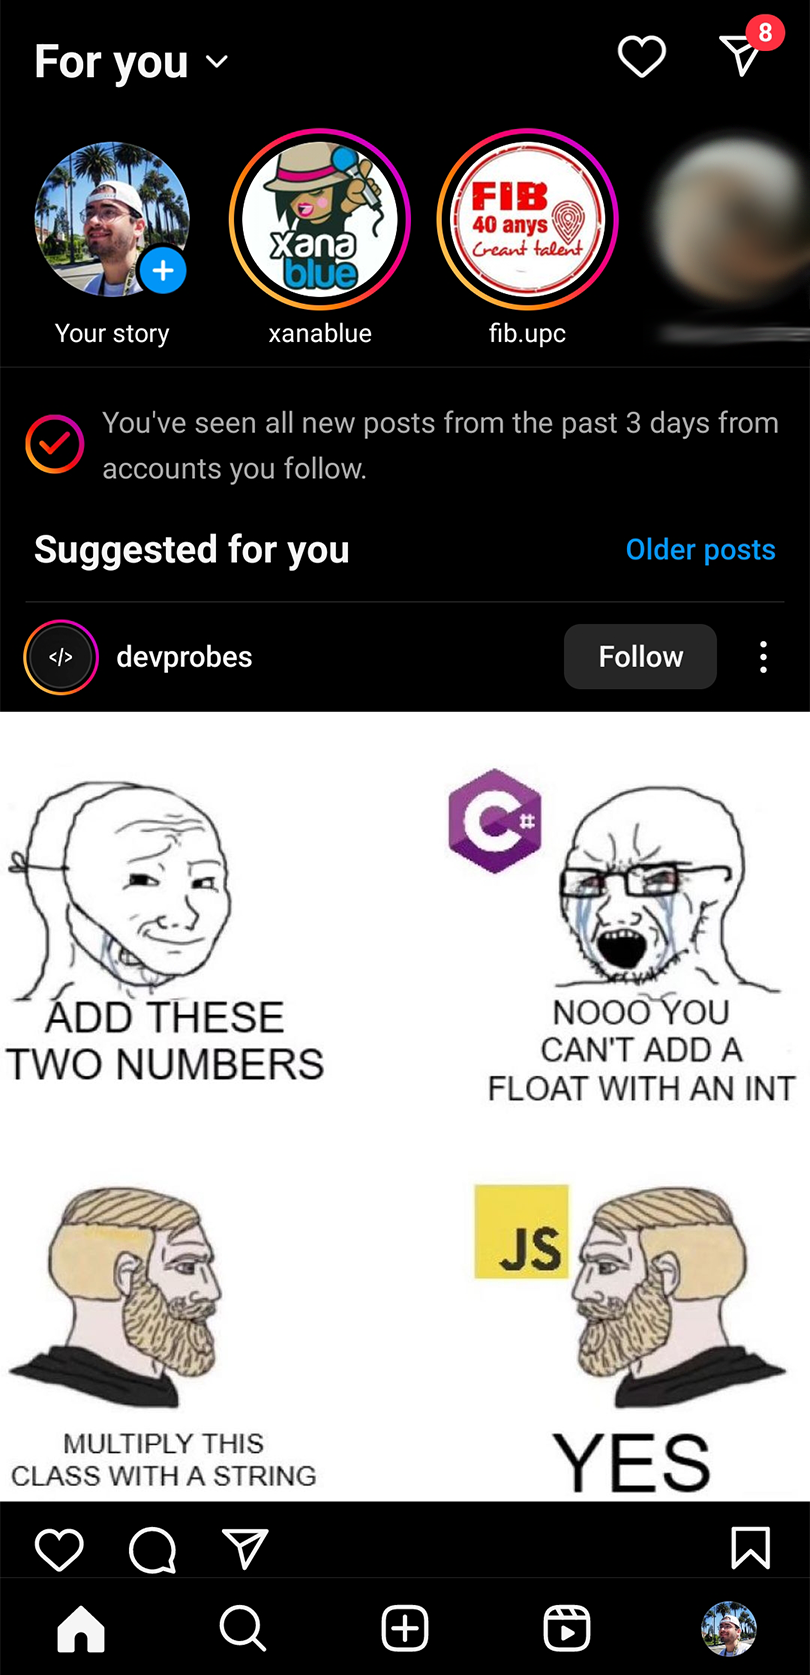 For you
8
xana
blue
FIB
40 anys
Creant talent
Your story
xanablue
fib.upc
You've seen all new posts from the past 3 days from
accounts you follow.
Suggested for you
Older posts
</>
devprobes
Follow
C#
ADD THESE
TWO NUMBERS
NOOO YOU
CAN'T ADD A
FLOAT WITH AN INT
JS
MULTIPLY THIS
CLASS WITH A STRING
YES